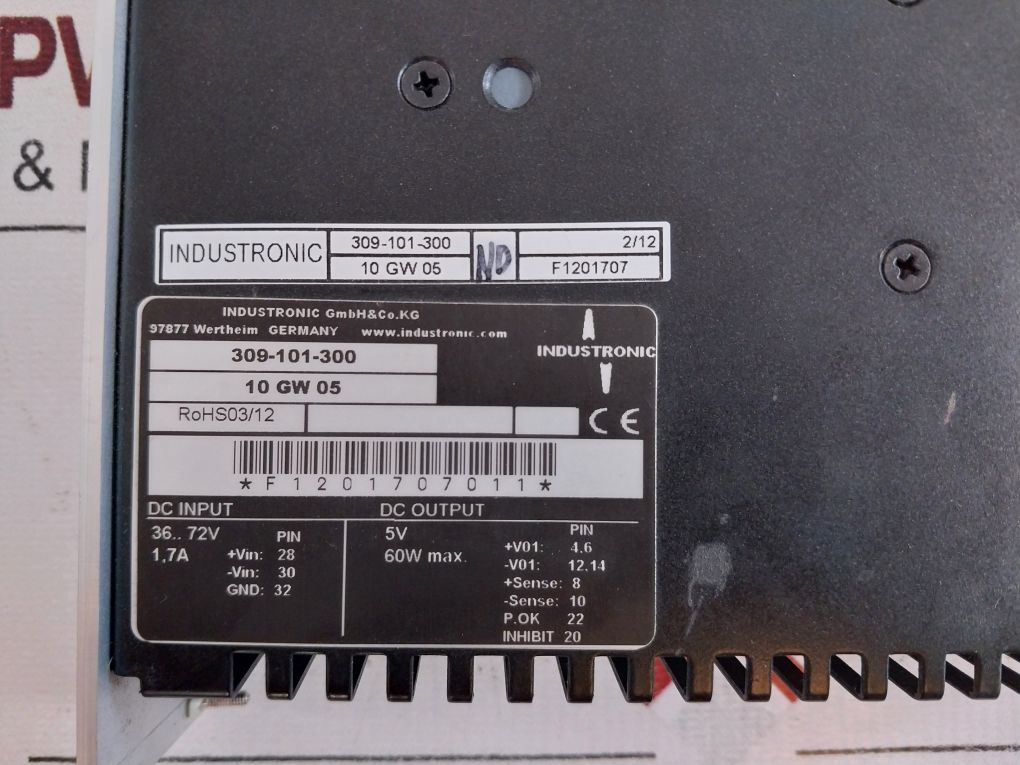 PV
&
INDUSTRONIC 309-101-300 ND 2/12
10 GW 05 F1201707
INDUSTRONIC GmbH&Co.KG
97877 Wertheim GERMANY www.industronic.com
INDUSTRONIC
309-101-300
10 GW 05
RoHS03/12
CE
*F1201707011*
DC INPUT DC OUTPUT
36.. 72V PIN 5V PIN
1,7A +Vin: 28 60W max. +V01: 4.6
-Vin: 30 -V01: 12.14
GND: 32 +Sense: 8
-Sense: 10
P.OK 22
INHIBIT 20